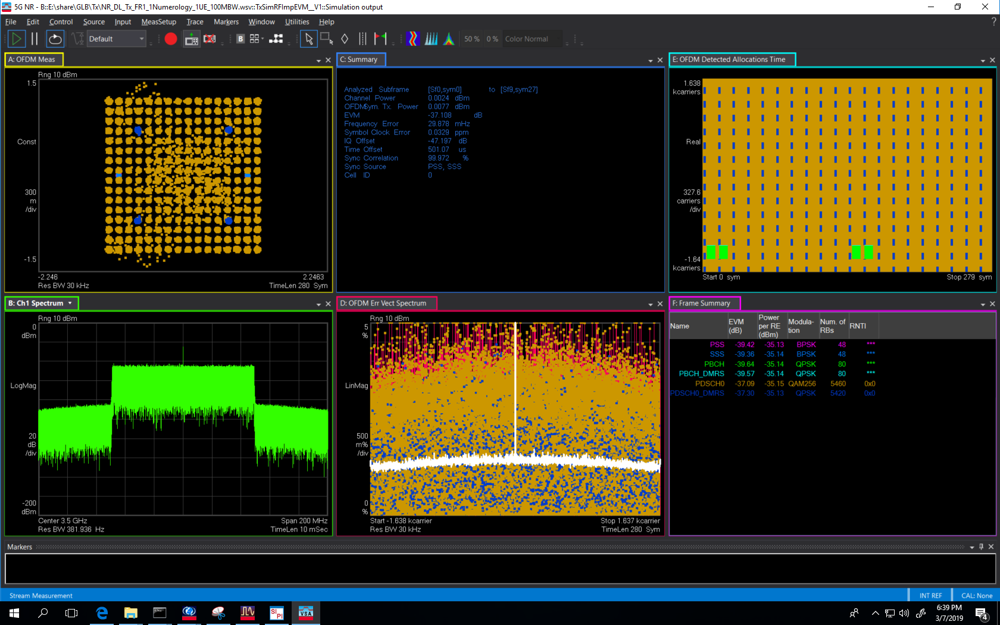 5G NR - B::E:\share\GLB\Tx\NR_DL_Tx_FR1_1Numerology_1UE_100MBW.wsv::TxSimRFImpEVM__V1::Simulation output
File Edit Control Source Input MeasSetup Trace Markers Window Utilities Help ?
Default B 50 % 0 % Color Normal
A: OFDM Meas
Rng 10 dBm
1.5
Const
300
m
/div
-1.5
-2.246 2.2463
Res BW 30 kHz TimeLen 280 Sym
C: Summary
Analyzed Subframe [Sf0,sym0] to [Sf9,sym27]
Channel Power 0.0024 dBm
OFDMSym. Tx. Power 0.0077 dBm
EVM -37.108 dB
Frequency Error 29.878 mHz
Symbol Clock Error 0.0329 ppm
IQ Offset -47.197 dB
Time Offset 501.07 us
Sync Correlation 99.972 %
Sync Source PSS, SSS
Cell ID 0
E: OFDM Detected Allocations Time
1.638
kcarriers
Real
327.6
carriers
/div
-1.64
kcarriers
Start 0 sym Stop 279 sym
B: Ch1 Spectrum
Rng 10 dBm
0
dBm
LogMag
20
dB
/div
-200
dBm
Center 3.5 GHz Span 200 MHz
Res BW 381.936 Hz TimeLen 10 mSec
D: OFDM Err Vect Spectrum
Rng 10 dBm
5
%
LinMag
500
m%
/div
0
%
Start -1.638 kcarrier Stop 1.637 kcarrier
Res BW 30 kHz TimeLen 280 Sym
F: Frame Summary
Name EVM (dB) Power per RE (dBm) Modula-tion Num. of RBs RNTI
PSS -39.42 -35.13 BPSK 48 ***
SSS -39.36 -35.14 BPSK 48 ***
PBCH -39.64 -35.14 QPSK 80 ***
PBCH_DMRS -39.57 -35.14 QPSK 80 ***
PDSCH0 -37.09 -35.15 QAM256 5460 0x0
PDSCH0_DMRS -37.30 -35.13 QPSK 5420 0x0
Markers
Stream Measurement INT REF CAL: None
SI
PI
VSA
6:39 PM
3/7/2019
4